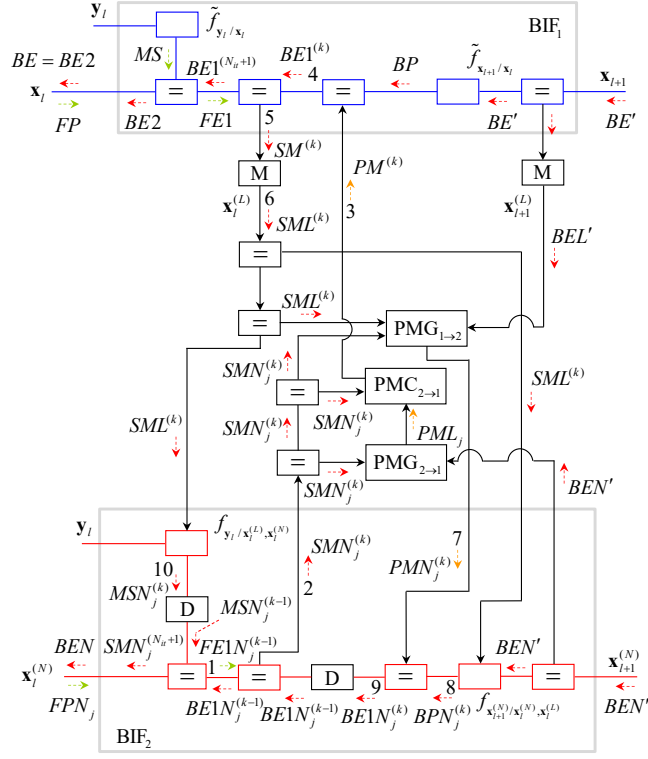 y_l
f̃_{y_l/x_l}
BIF_1
MS
BE = BE2
BE1^{(N_{it}+1)}
BE1^{(k)}
4
BP
f̃_{x_{l+1}/x_l}
x_l
=
=
=
=
x_{l+1}
FP
BE2
FE1
5
BE'
BE'
SM^{(k)}
PM^{(k)}
M
M
x_l^{(L)}
6
3
x_{l+1}^{(L)}
SML^{(k)}
BEL'
=
SML^{(k)}
=
PMG_{1→2}
SMN_j^{(k)}
PMC_{2→1}
SML^{(k)}
=
SMN_j^{(k)}
SML^{(k)}
SMN_j^{(k)}
PML_j
=
PMG_{2→1}
SMN_j^{(k)}
BEN'
y_l
f_{y_l/x_l^{(L)},x_l^{(N)}}
7
SMN_j^{(k)}
10
PMN_j^{(k)}
2
MSN_j^{(k)}
D
MSN_j^{(k-1)}
BEN
SMN_j^{(N_{it}+1)}
FE1N_j^{(k-1)}
BEN'
x_l^{(N)}
=
1
=
D
9
=
8
=
x_{l+1}^{(N)}
FPN_j
BE1N_j^{(k-1)}
BE1N_j^{(k-1)}
BE1N_j^{(k)}
BPN_j^{(k)}
f_{x_{l+1}^{(N)}/x_l^{(N)},x_l^{(L)}}
BEN'
BIF_2